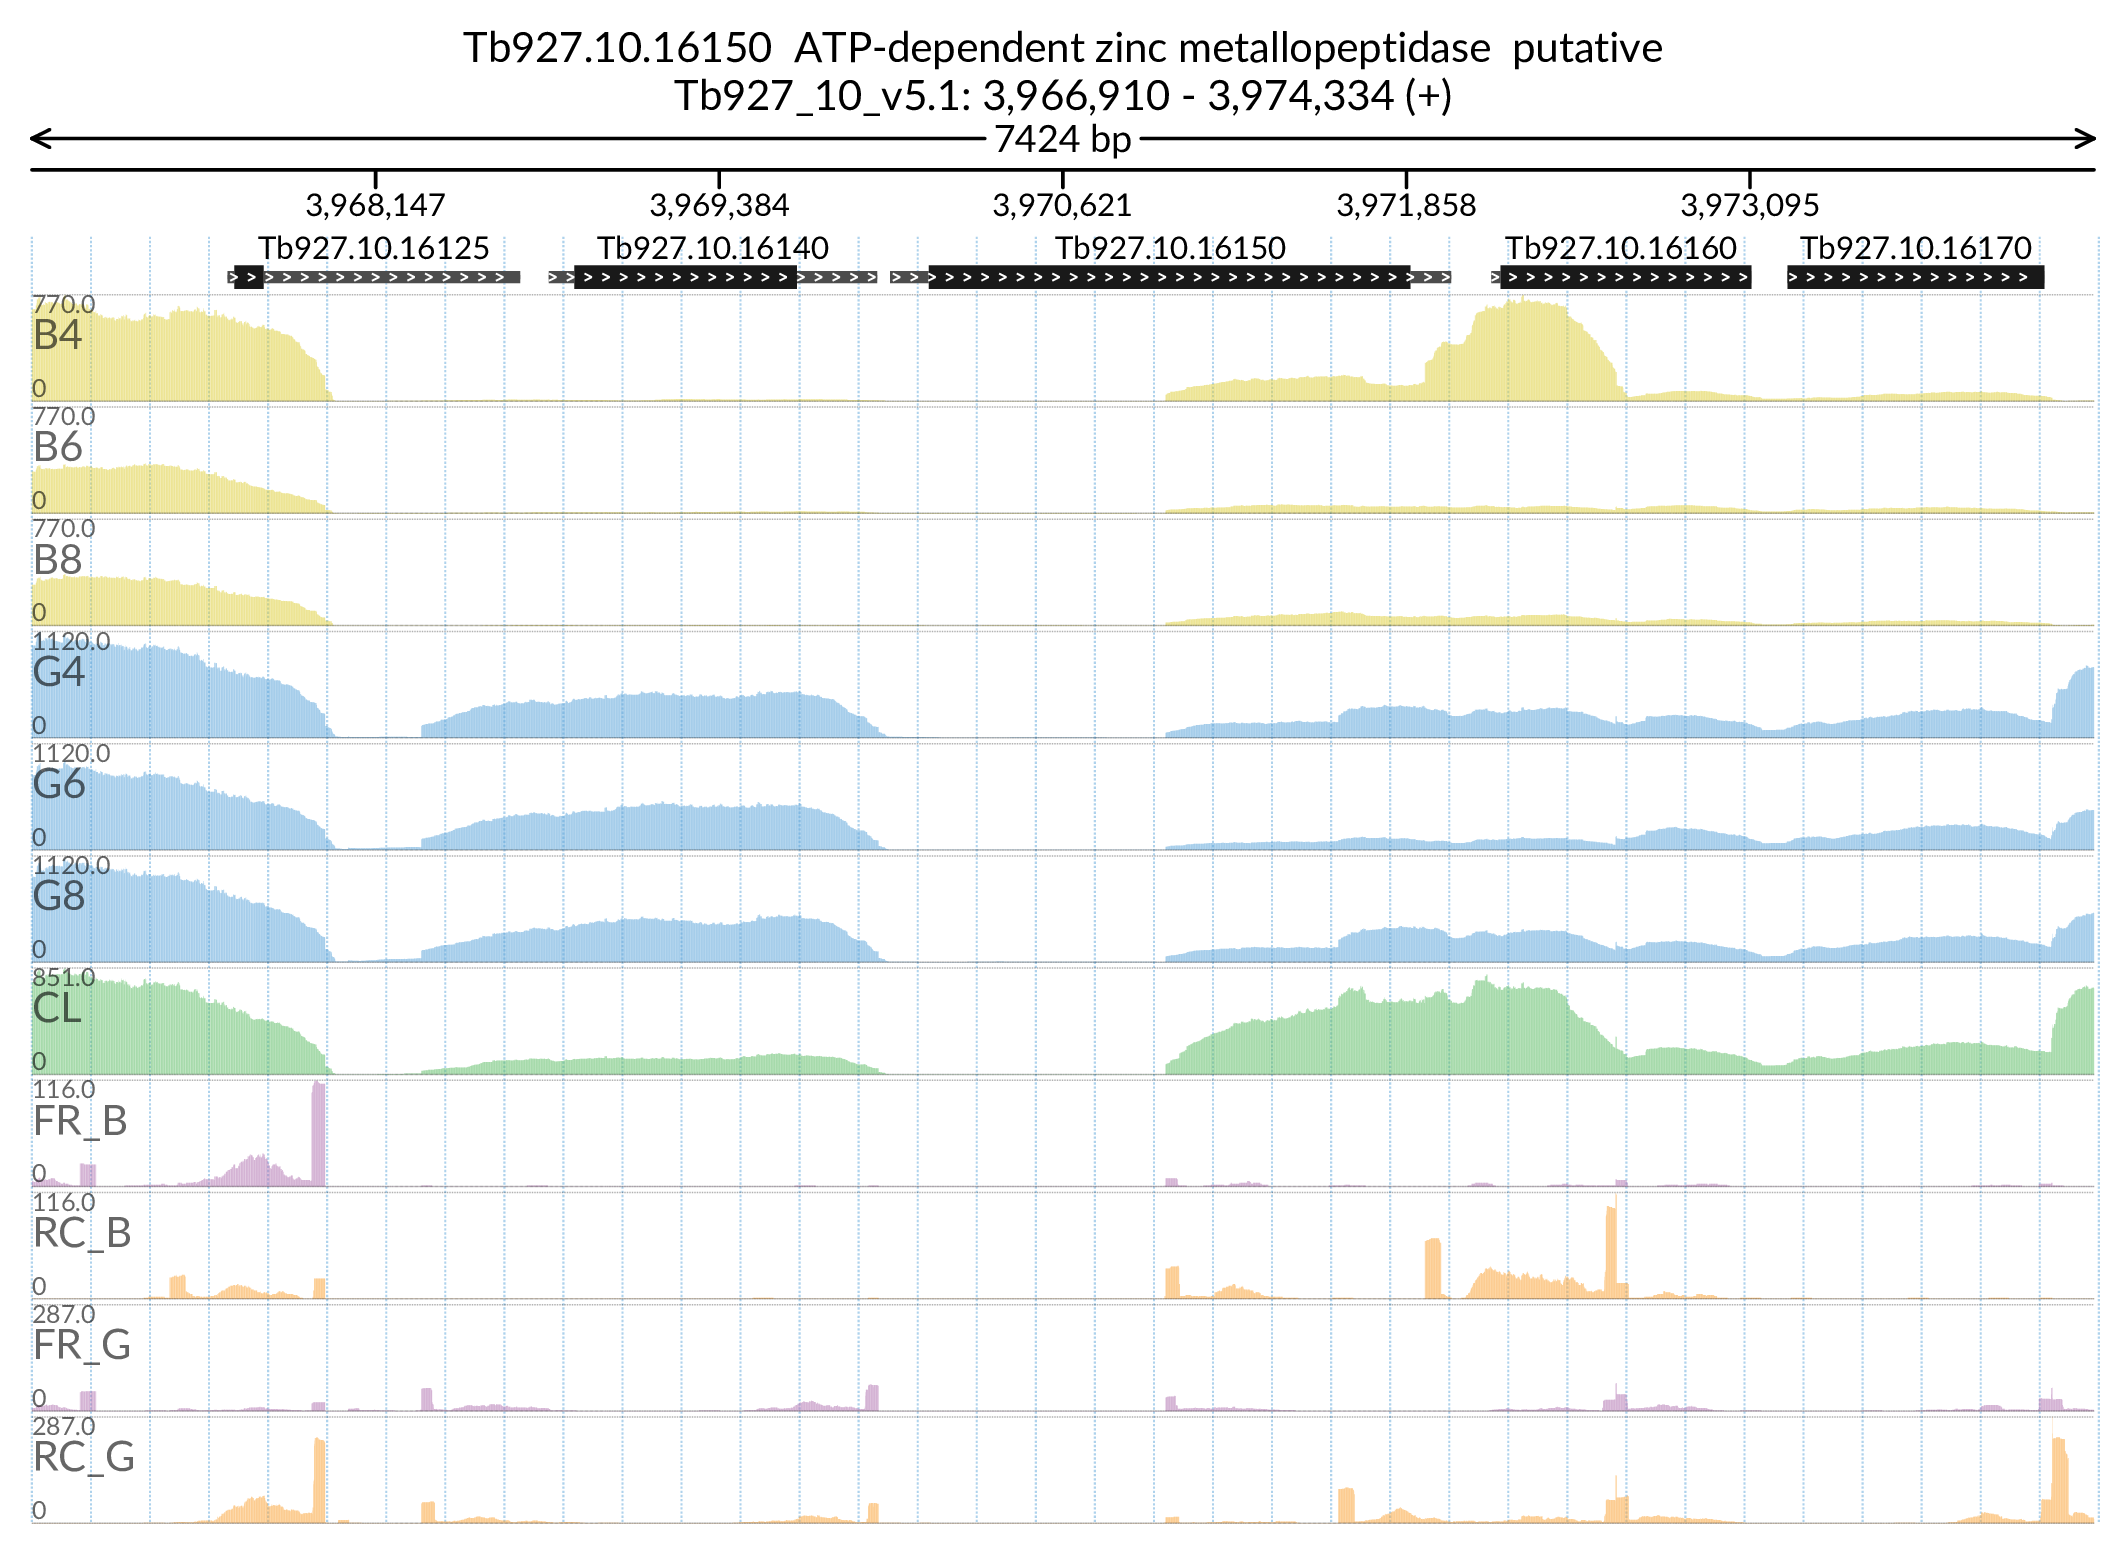 Tb927.10.16150  ATP-dependent zinc metallopeptidase  putative
Tb927_10_v5.1: 3,966,910 - 3,974,334 (+)
7424 bp
3,968,147 3,969,384 3,970,621 3,971,858 3,973,095
Tb927.10.16125 Tb927.10.16140 Tb927.10.16150 Tb927.10.16160 Tb927.10.16170
770.0
B4
0
770.0
B6
0
770.0
B8
0
1120.0
G4
0
1120.0
G6
0
1120.0
G8
0
851.0
CL
0
116.0
FR_B
0
116.0
RC_B
0
287.0
FR_G
0
287.0
RC_G
0